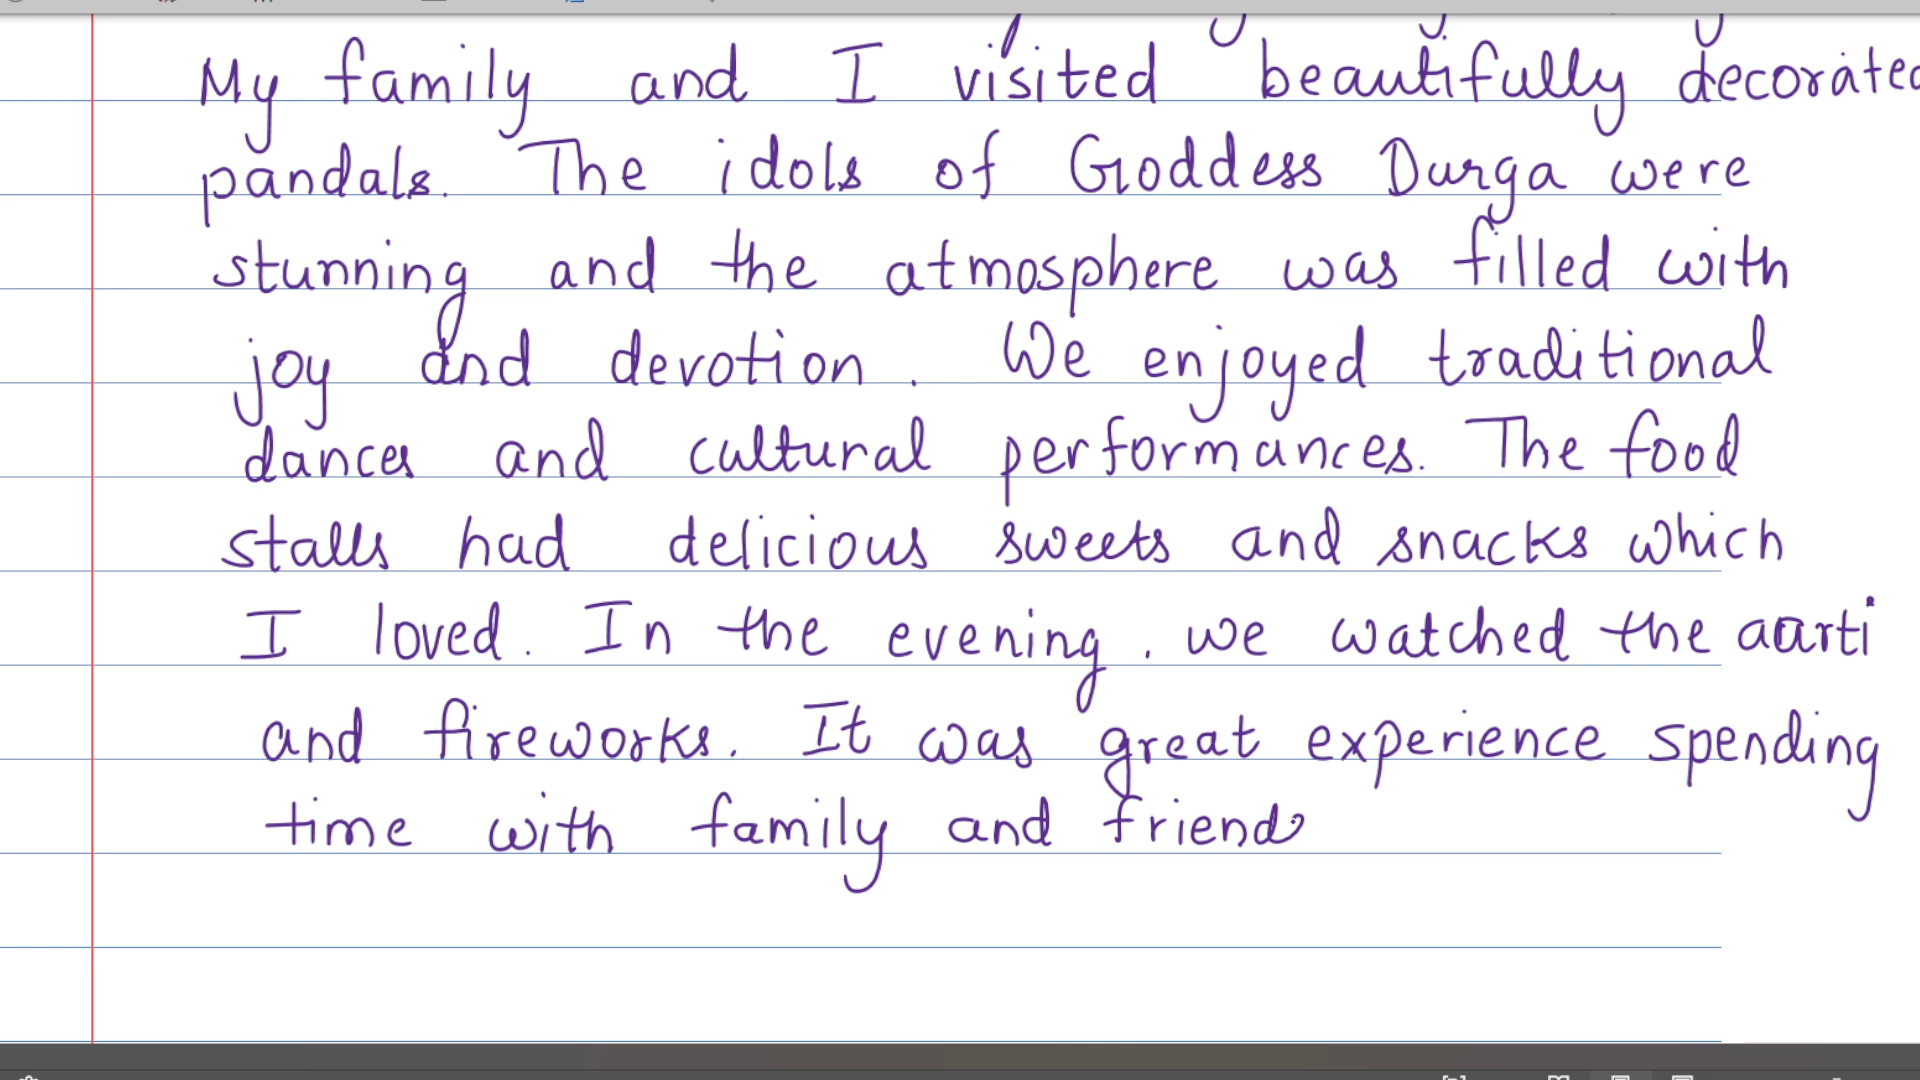 My family and I visited beautifully decorated
pandals. The idols of Goddess Durga were
stunning and the atmosphere was filled with
joy and devotion. We enjoyed traditional
dances and cultural performances. The food
stalls had delicious sweets and snacks which
I loved. In the evening, we watched the aarti
and fireworks. It was great experience spending
time with family and friends